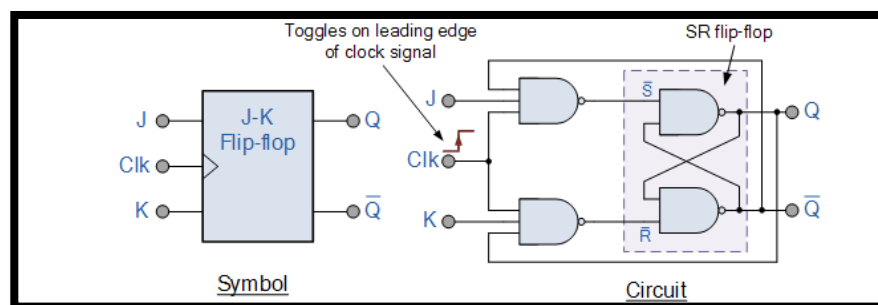 Toggles on leading edge
of clock signal
SR flip-flop
J
Clk
K
J-K
Flip-flop
Q
Q̅
J
Clk
K
S̅
R̅
Q
Q̅
Symbol
Circuit